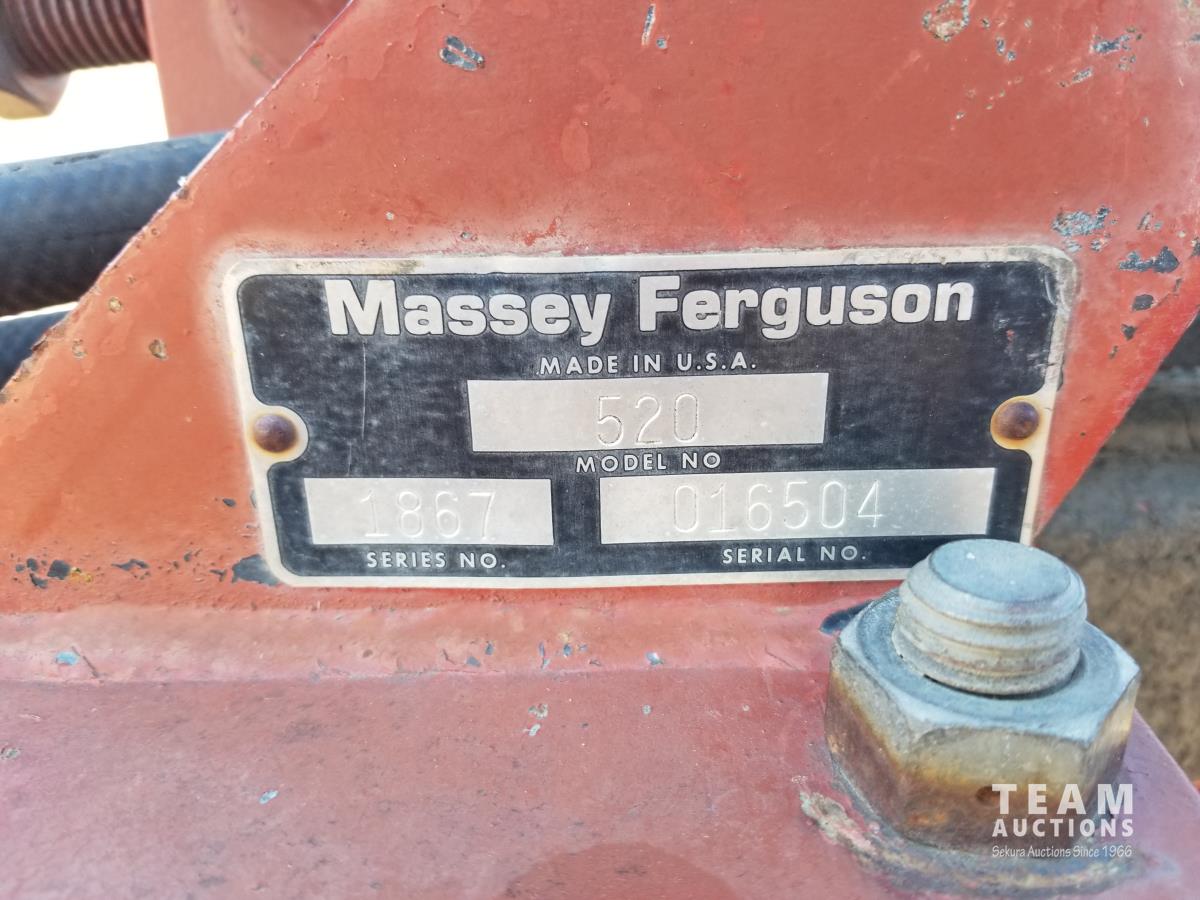 Massey Ferguson
MADE IN U.S.A.
520
MODEL NO
1867 016504
SERIES NO. SERIAL NO.
TEAM
AUCTIONS
Sekura Auctions Since 1966